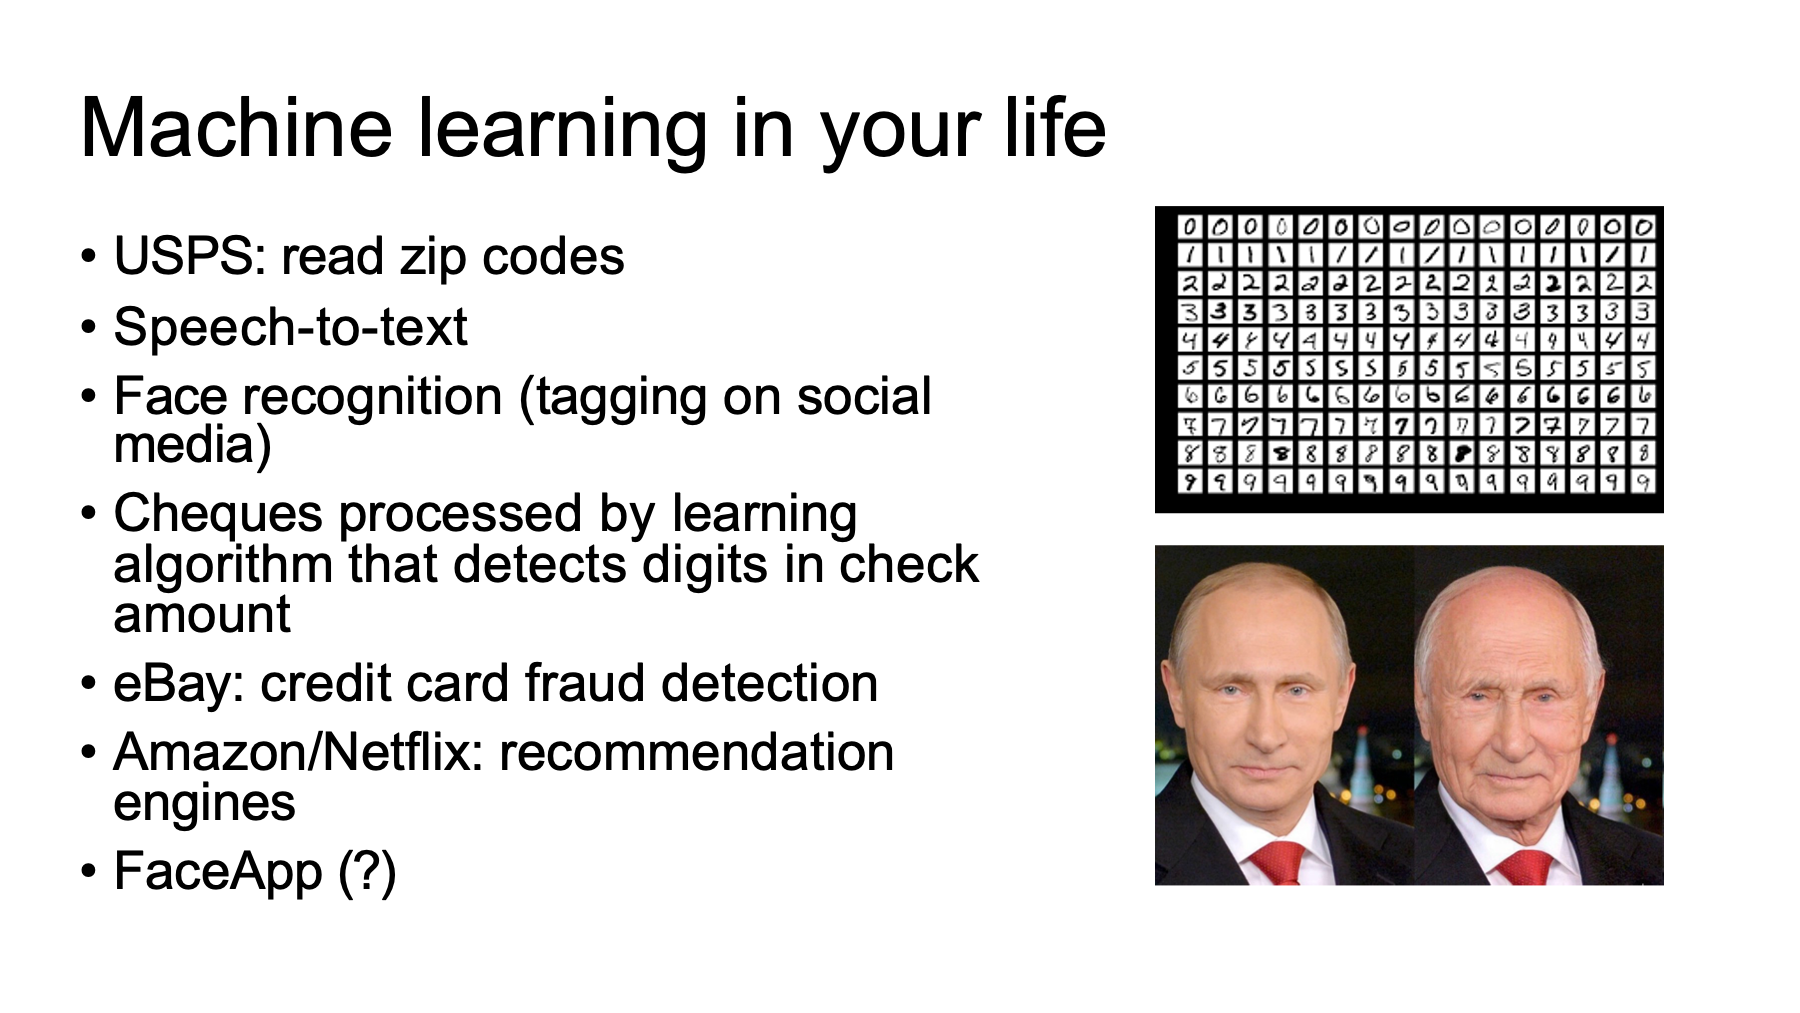 Machine learning in your life
• USPS: read zip codes
• Speech-to-text
• Face recognition (tagging on social
media)
• Cheques processed by learning
algorithm that detects digits in check
amount
• eBay: credit card fraud detection
• Amazon/Netflix: recommendation
engines
• FaceApp (?)
0 0 0 0 0 0 0 0 0 0 0 0 0 0 0 0
1 1 1 1 1 1 1 1 1 1 1 1 1 1 1 1
2 2 2 2 2 2 2 2 2 2 2 2 2 2 2 2
3 3 3 3 3 3 3 3 3 3 3 3 3 3 3 3
4 4 4 4 4 4 4 4 4 4 4 4 4 4 4 4
5 5 5 5 5 5 5 5 5 5 5 5 5 5 5 5
6 6 6 6 6 6 6 6 6 6 6 6 6 6 6 6
7 7 7 7 7 7 7 7 7 7 7 7 7 7 7 7
8 8 8 8 8 8 8 8 8 8 8 8 8 8 8 8
9 9 9 9 9 9 9 9 9 9 9 9 9 9 9 9